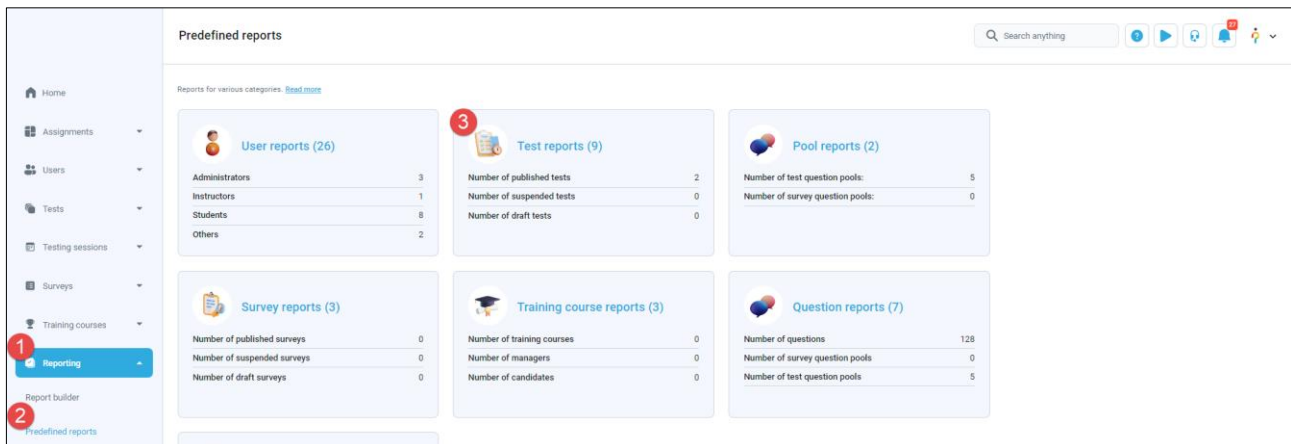 Predefined reports
Search anything
27
Home
Assignments
Users
Tests
Testing sessions
Surveys
Training courses
1
Reporting
Report builder
2
Predefined reports
Reports for various categories. Read more
3
User reports (26)
Administrators 3
Instructors 1
Students 8
Others 2
Test reports (9)
Number of published tests 2
Number of suspended tests 0
Number of draft tests 0
Pool reports (2)
Number of test question pools: 5
Number of survey question pools: 0
Survey reports (3)
Number of published surveys 0
Number of suspended surveys 0
Number of draft surveys 0
Training course reports (3)
Number of training courses 0
Number of managers 0
Number of candidates 0
Question reports (7)
Number of questions 128
Number of survey question pools 0
Number of test question pools 5